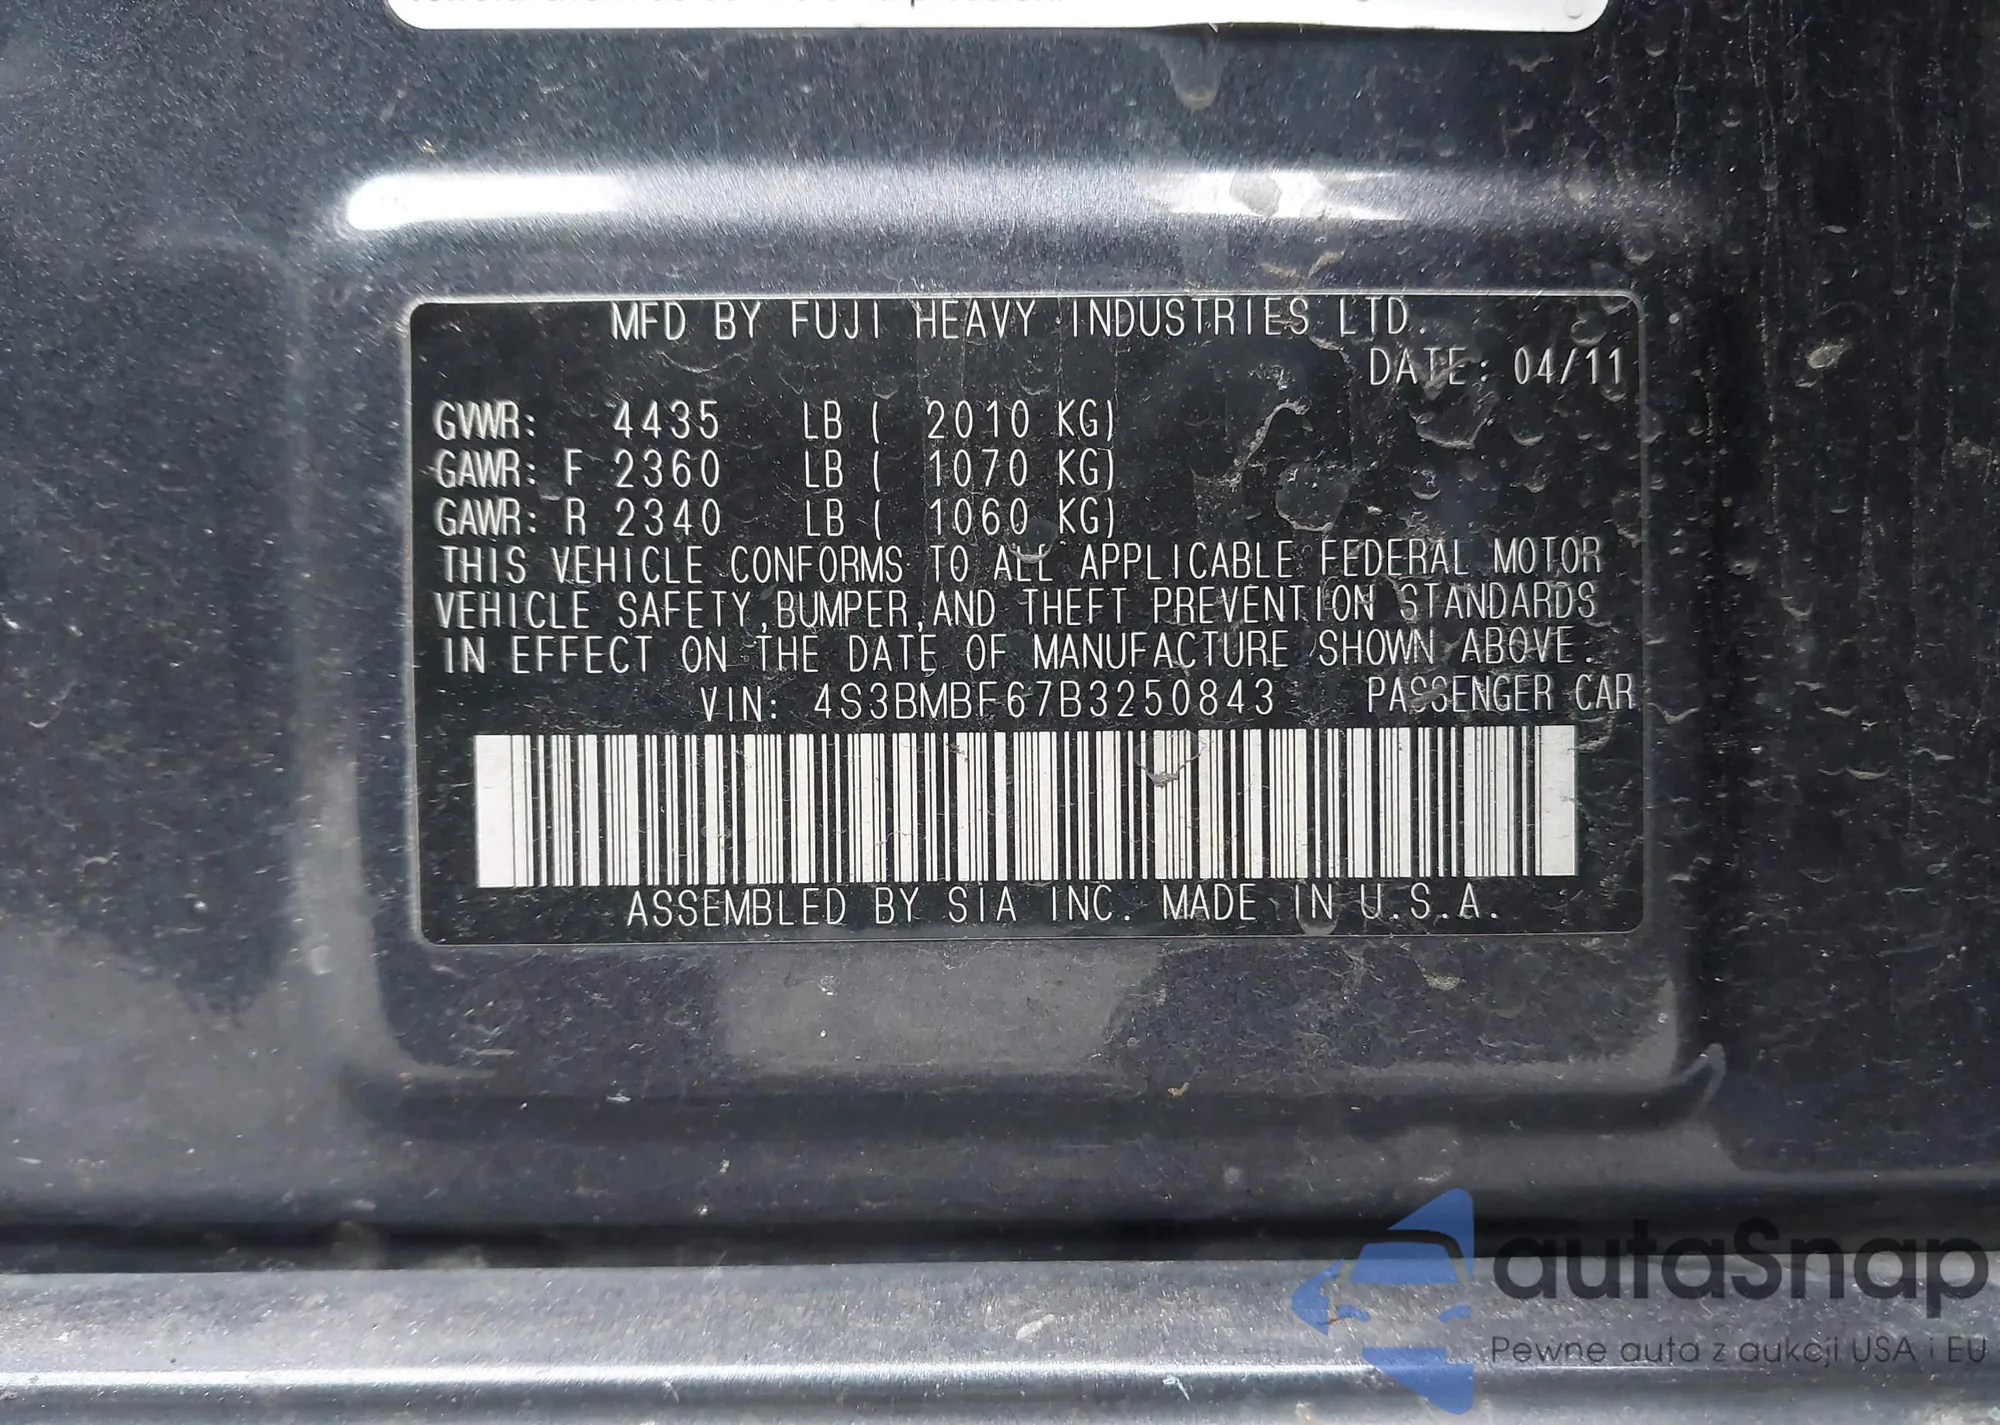 MFD BY FUJI HEAVY INDUSTRIES LTD.
DATE: 04/11
GVWR: 4435 LB ( 2010 KG)
GAWR: F 2360 LB ( 1070 KG)
GAWR: R 2340 LB ( 1060 KG)
THIS VEHICLE CONFORMS TO ALL APPLICABLE FEDERAL MOTOR
VEHICLE SAFETY,BUMPER,AND THEFT PREVENTION STANDARDS
IN EFFECT ON THE DATE OF MANUFACTURE SHOWN ABOVE.
VIN: 4S3BMBF67B3250843 PASSENGER CAR
ASSEMBLED BY SIA INC. MADE IN U.S.A.
autaSnap
Pewne auta z aukcji USA i EU